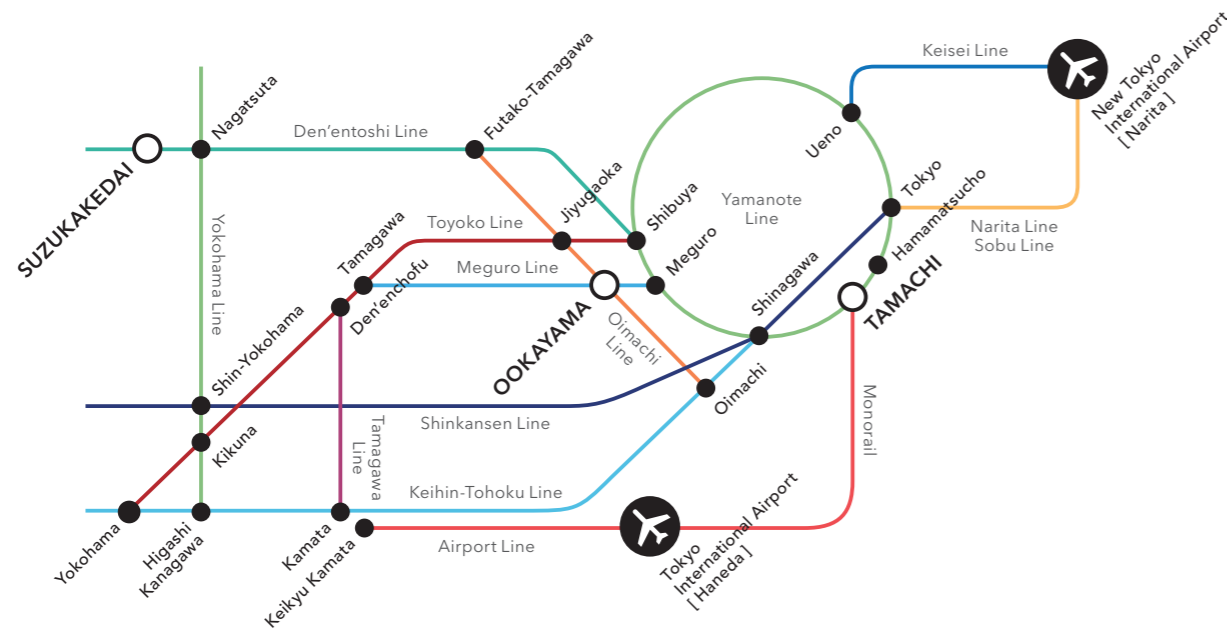 Keisei Line
New Tokyo
International Airport
[ Narita ]
Ueno
Nagatsuta
Den'entoshi Line
Futako-Tamagawa
SUZUKAKEDAI
Jiyugaoka
Shibuya
Yamanote
Line
Tokyo
Hamamatsucho
Narita Line
Sobu Line
Yokohama Line
Tamagawa
Toyoko Line
Meguro Line
Meguro
Den'enchofu
Shinagawa
TAMACHI
OOKAYAMA
Oimachi
Line
Shin-Yokohama
Shinkansen Line
Oimachi
Kikuna
Tamagawa
Line
Monorail
Keihin-Tohoku Line
Yokohama
Higashi
Kanagawa
Kamata
Keikyu Kamata
Airport Line
Tokyo
International Airport
[ Haneda ]